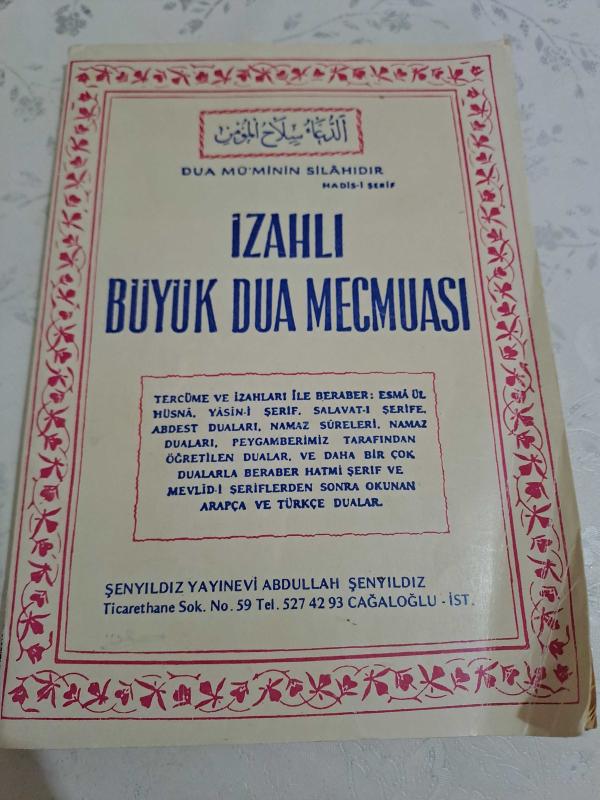 الدعاء سلاح المؤمن
DUA MÜ'MİNİN SİLÂHIDIR
HADİS-İ ŞERİF
İZAHLI
BÜYÜK DUA MECMUASI
TERCÜME VE İZAHLARI İLE BERABER: ESMÂ ÜL
HÜSNÂ, YÂSİN-İ ŞERİF, SALAVAT-I ŞERİFE,
ABDEST DUALARI, NAMAZ SÛRELERİ, NAMAZ
DUALARI, PEYGAMBERİMİZ TARAFINDAN
ÖĞRETİLEN DUALAR, VE DAHA BİR ÇOK
DUALARLA BERABER HATMİ ŞERİF VE
MEVLİD-İ ŞERİFLERDEN SONRA OKUNAN
ARAPÇA VE TÜRKÇE DUALAR.
ŞENYILDIZ YAYINEVİ ABDULLAH ŞENYILDIZ
Ticarethane Sok. No. 59 Tel. 527 42 93 CAĞALOĞLU - İST.